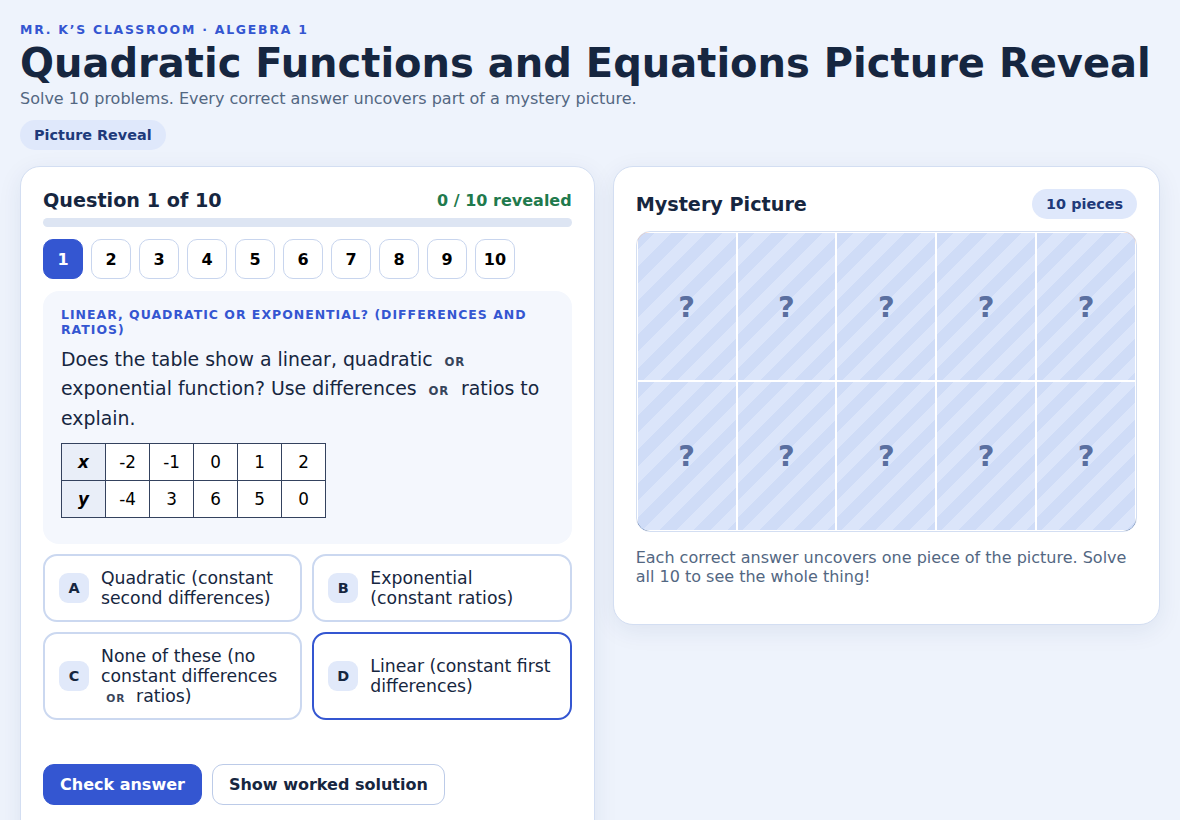 MR. K’S CLASSROOM · ALGEBRA 1
Quadratic Functions and Equations Picture Reveal
Solve 10 problems. Every correct answer uncovers part of a mystery picture.
Picture Reveal
Question 1 of 10
0 / 10 revealed
1 2 3 4 5 6 7 8 9 10
LINEAR, QUADRATIC OR EXPONENTIAL? (DIFFERENCES AND
RATIOS)
Does the table show a linear, quadratic OR
exponential function? Use differences OR ratios to
explain.
x -2 -1 0 1 2
y -4 3 6 5 0
A Quadratic (constant
second differences)
B Exponential
(constant ratios)
C None of these (no
constant differences
OR ratios)
D Linear (constant first
differences)
Check answer
Show worked solution
Mystery Picture
10 pieces
? ? ? ? ?
? ? ? ? ?
Each correct answer uncovers one piece of the picture. Solve
all 10 to see the whole thing!